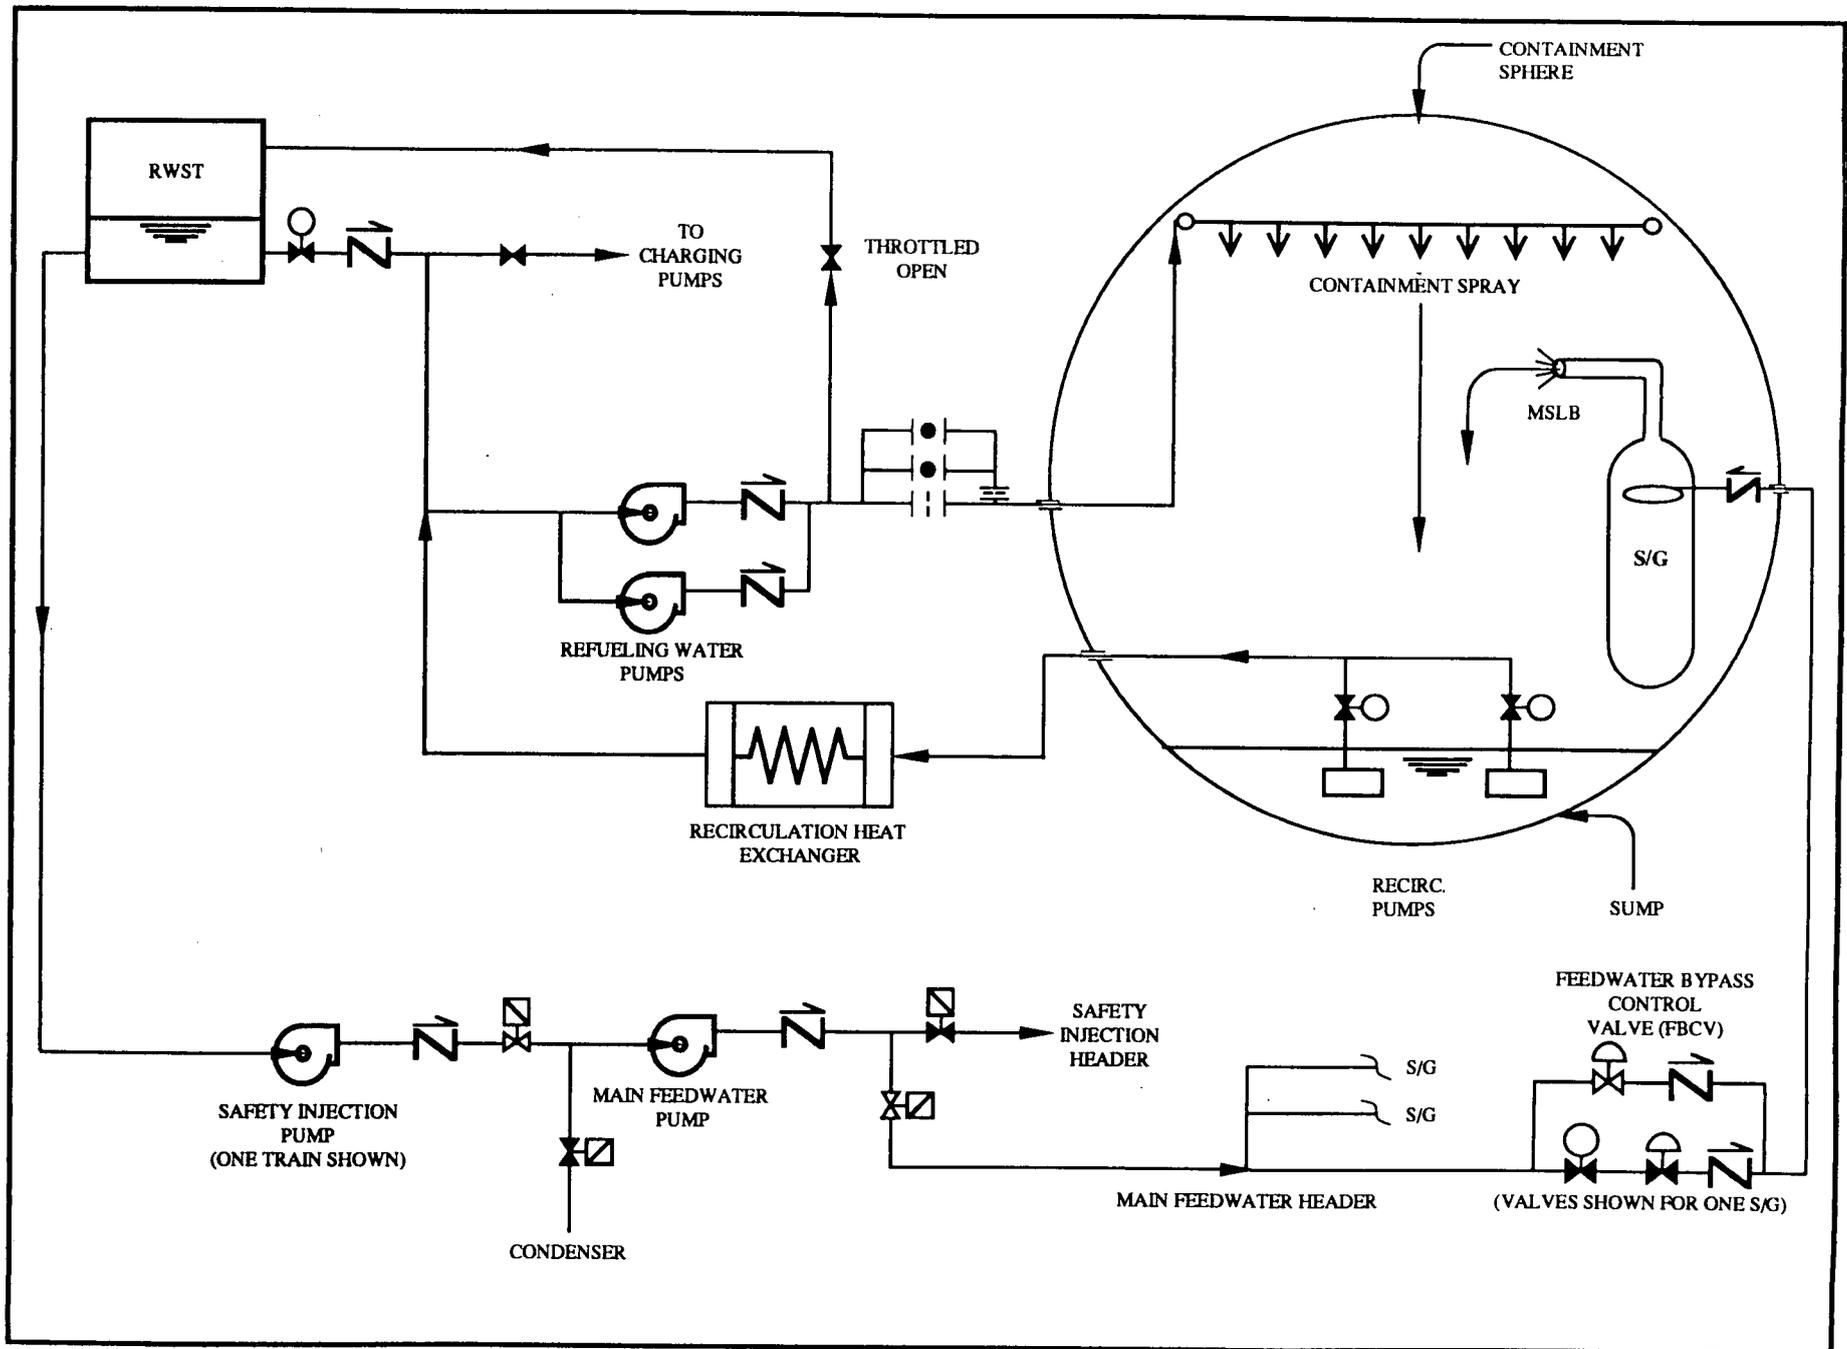 CONTAINMENT
SPHERE
RWST
TO
CHARGING
PUMPS
THROTTLED
OPEN
CONTAINMENT SPRAY
MSLB
S/G
REFUELING WATER
PUMPS
RECIRCULATION HEAT
EXCHANGER
RECIRC.
PUMPS
SUMP
SAFETY INJECTION
PUMP
(ONE TRAIN SHOWN)
MAIN FEEDWATER
PUMP
SAFETY
INJECTION
HEADER
CONDENSER
S/G
S/G
MAIN FEEDWATER HEADER
FEEDWATER BYPASS
CONTROL
VALVE (FBCV)
(VALVES SHOWN FOR ONE S/G)